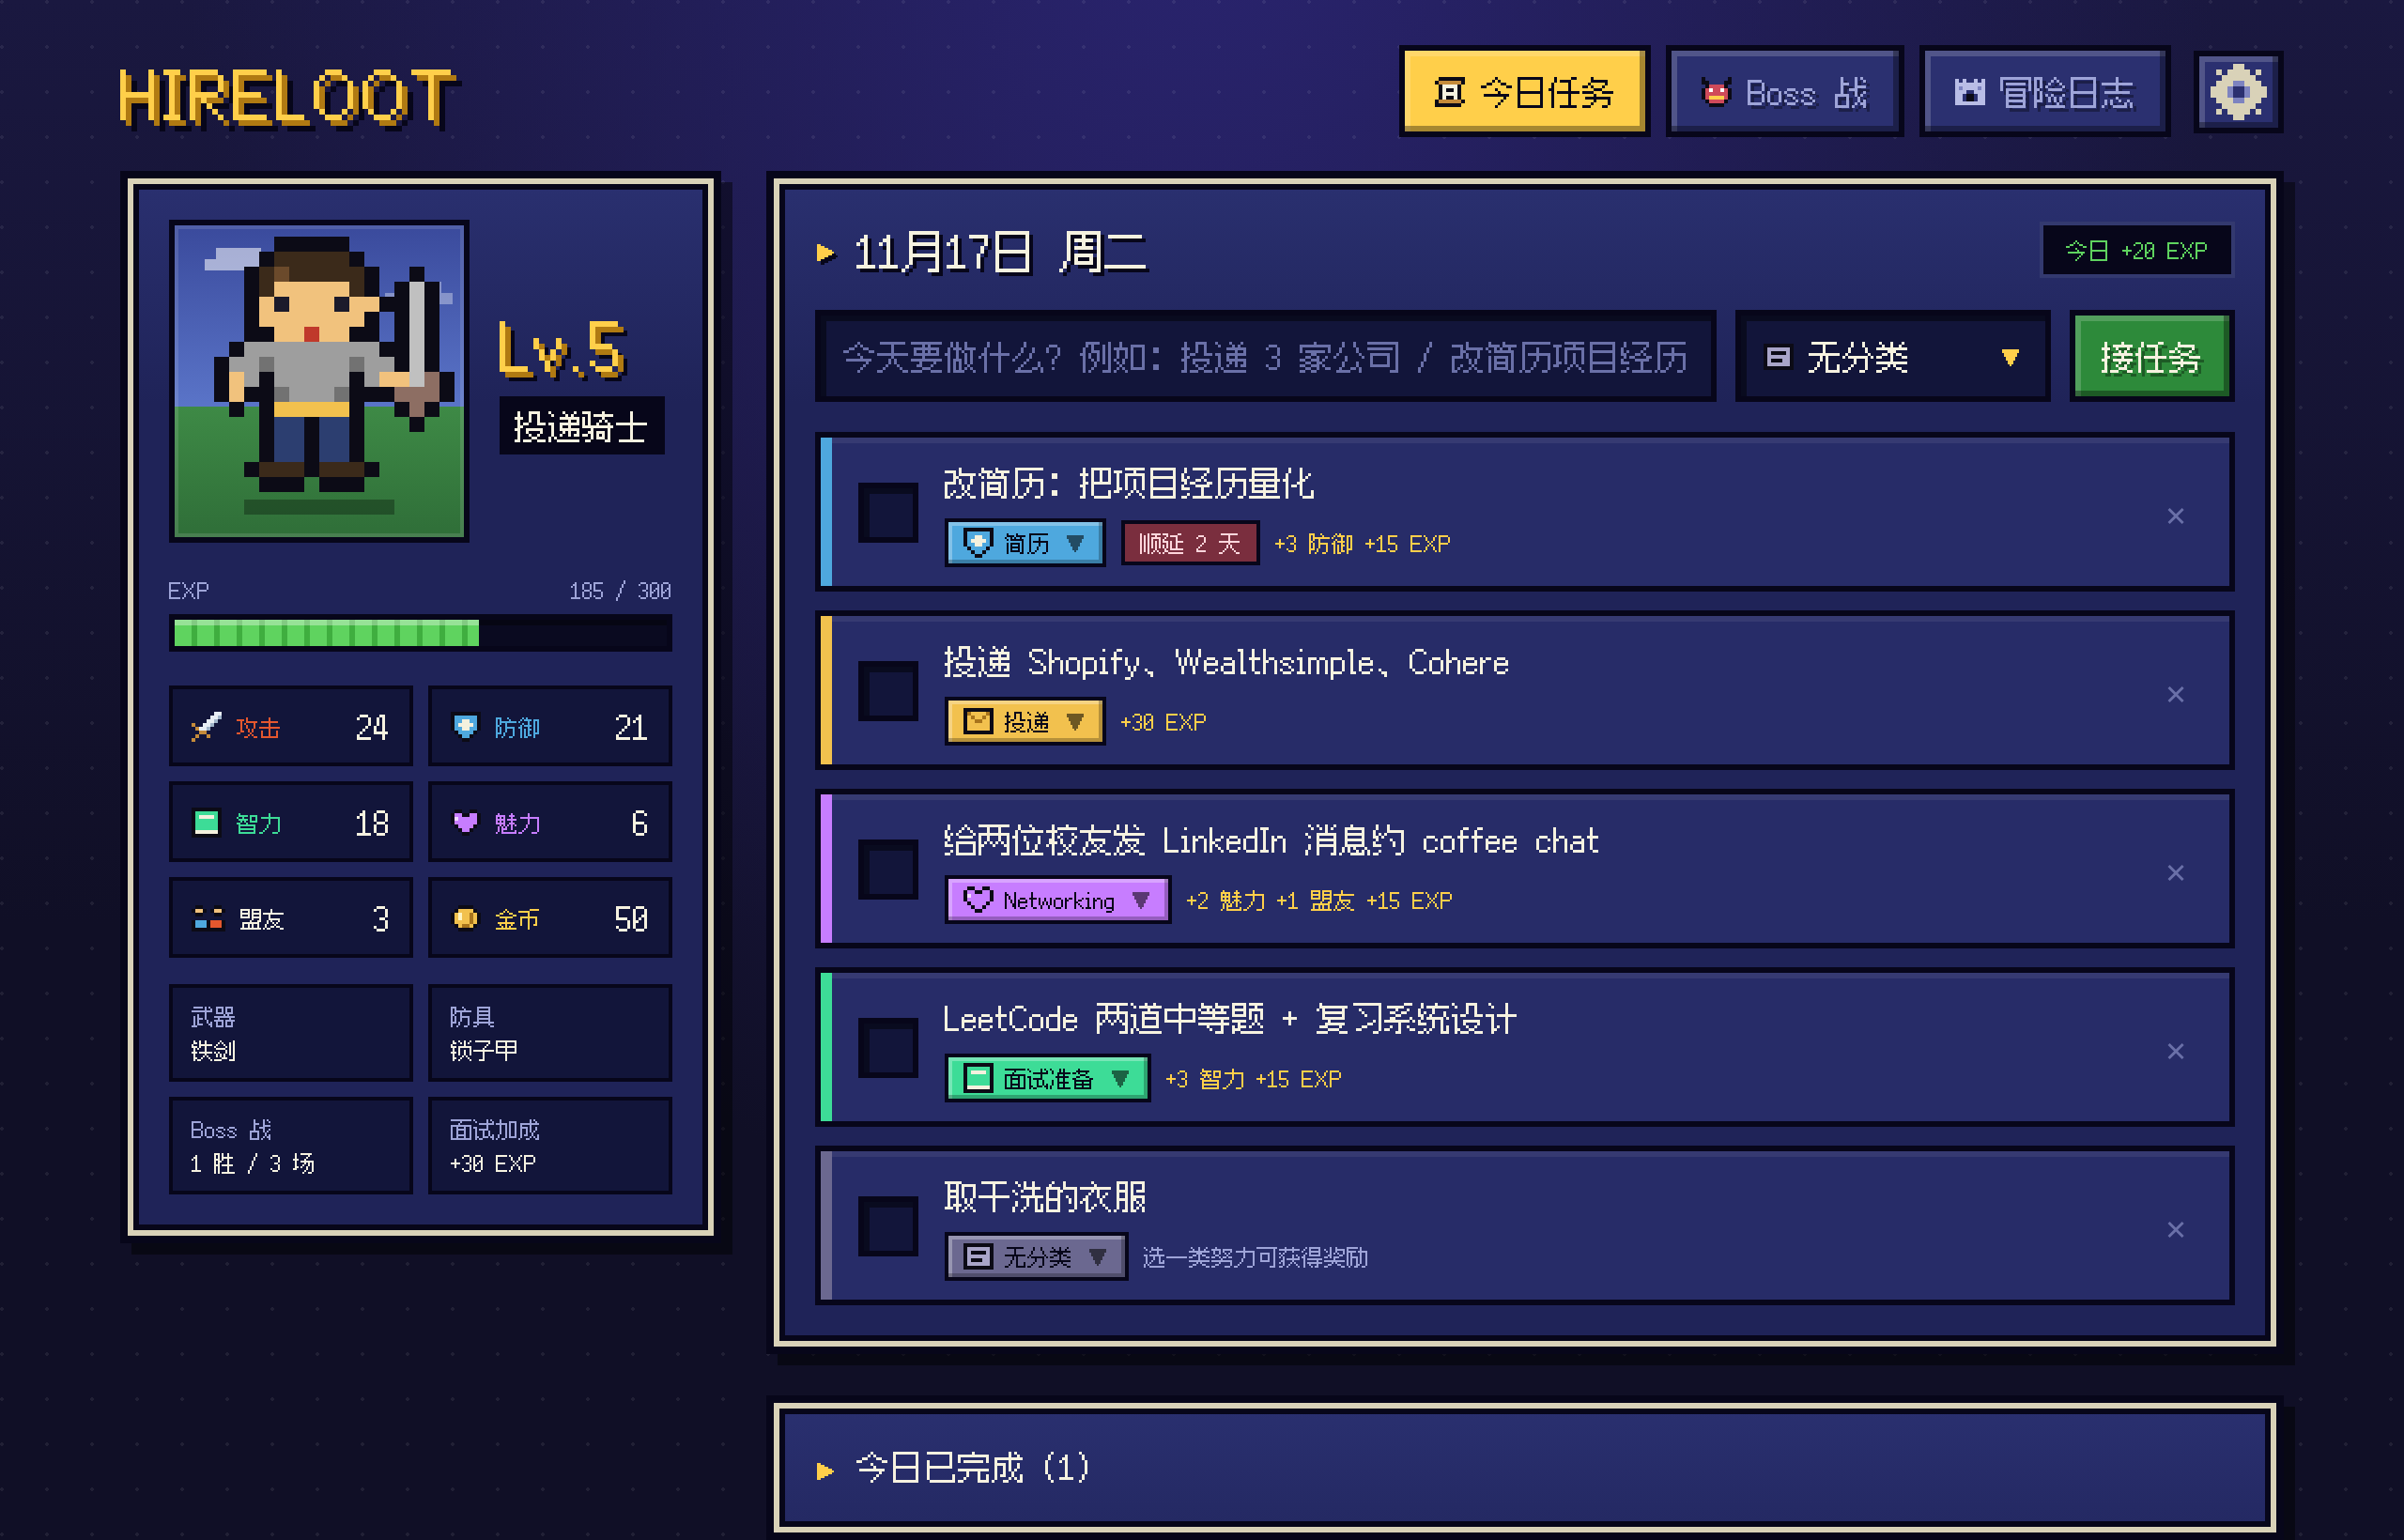 HIRELOOT
今日任务
Boss 战
冒险日志
Lv.5
投递骑士
EXP 185 / 300
攻击 24
防御 21
智力 18
魅力 6
盟友 3
金币 50
武器
铁剑
防具
锁子甲
Boss 战
1 胜 / 3 场
面试加成
+30 EXP
11月17日 周二
今日 +20 EXP
今天要做什么？例如：投递 3 家公司 / 改简历项目经历
无分类 ▼
接任务
改简历：把项目经历量化
简历 ▼ 顺延 2 天 +3 防御 +15 EXP
投递 Shopify、Wealthsimple、Cohere
投递 ▼ +30 EXP
给两位校友发 LinkedIn 消息约 coffee chat
Networking ▼ +2 魅力 +1 盟友 +15 EXP
LeetCode 两道中等题 + 复习系统设计
面试准备 ▼ +3 智力 +15 EXP
取干洗的衣服
无分类 ▼ 选一类努力可获得奖励
今日已完成 (1)